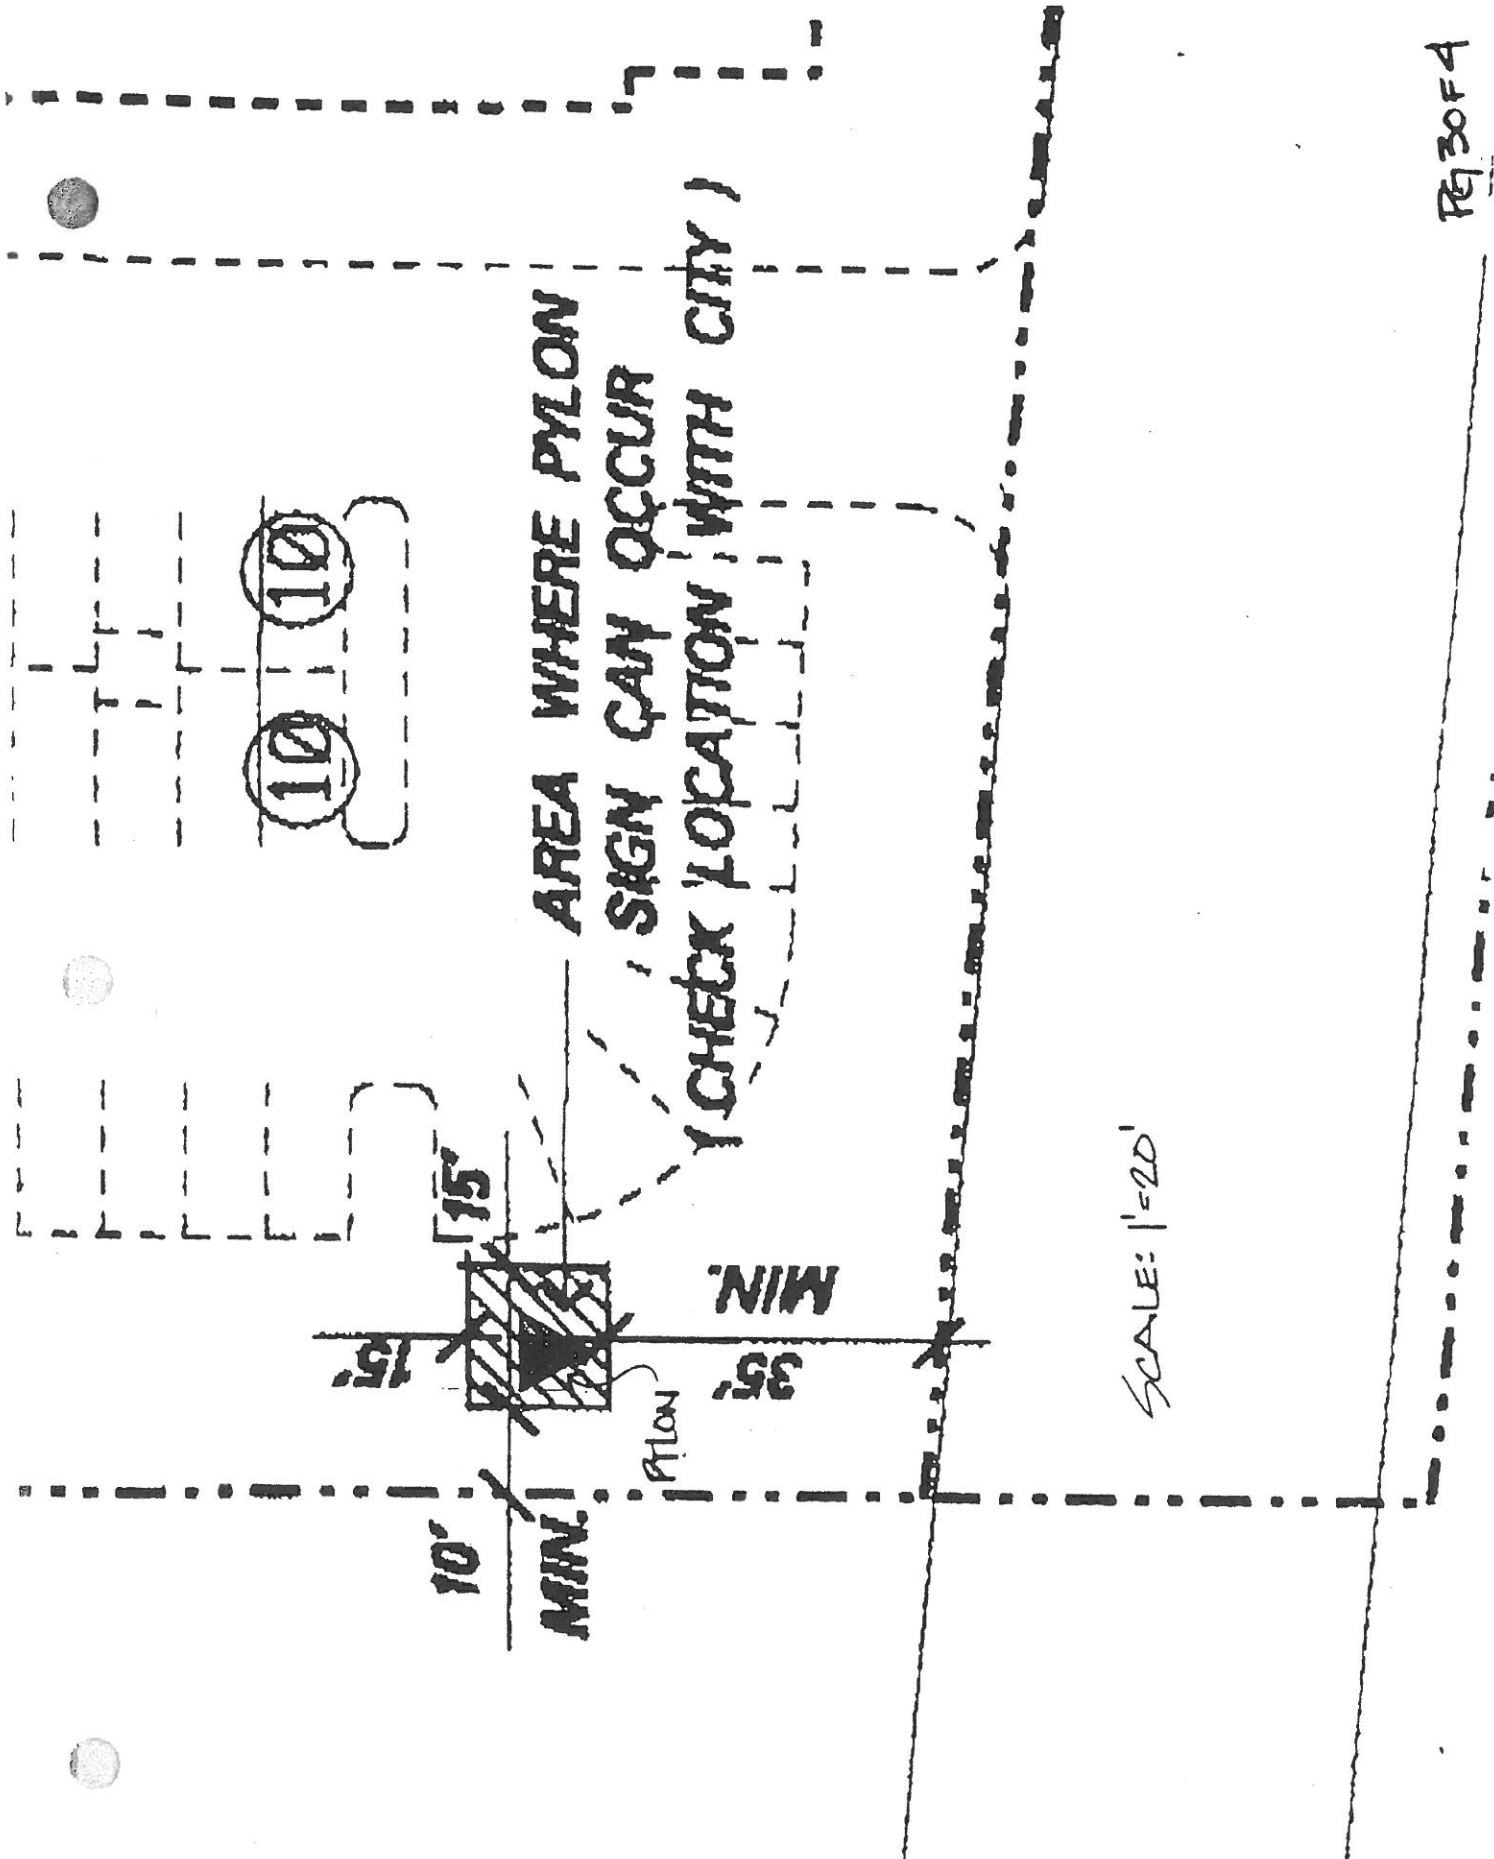 AREA WHERE PYLON
SIGN CAN OCCUR
(CHECK LOCATION WITH CITY)
10
10
15'
15'
35'
MIN.
10'
MIN.
PYLON
SCALE: 1"=20'
PG 3 OF 4